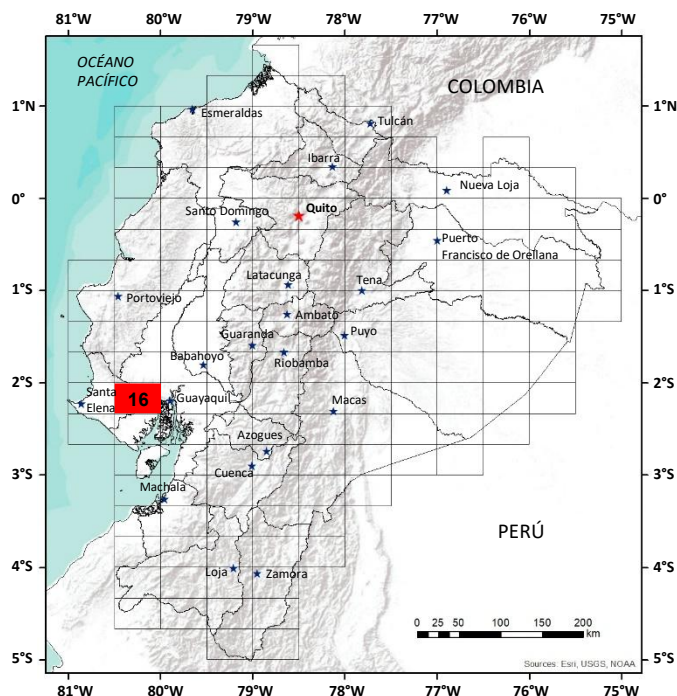 81°W 80°W 79°W 78°W 77°W 76°W 75°W
OCÉANO
PACÍFICO
COLOMBIA
1°N 1°N
Esmeraldas
Tulcán
Ibarra
Nueva Loja
0° 0°
Santo Domingo
Quito
Puerto
Francisco de Orellana
Latacunga
Tena
1°S 1°S
Portoviejo
Ambato
Puyo
Guaranda
Babahoyo
Riobamba
2°S 2°S
Santa
Elena
16
Guayaquil
Macas
Azogues
Cuenca
3°S 3°S
Machala
PERÚ
4°S 4°S
Loja
Zamora
0 25 50 100 150 200
km
Sources: Esri, USGS, NOAA
5°S 5°S
81°W 80°W 79°W 78°W 77°W 76°W 75°W